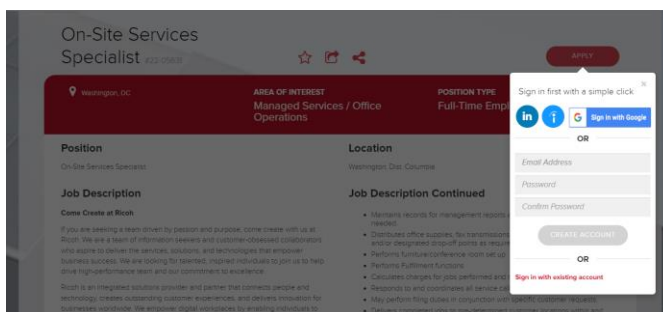 On-Site Services
Specialist #22-0583
APPLY
Washington, DC
AREA OF INTEREST
Managed Services / Office
Operations
POSITION TYPE
Full-Time Empl
×
Sign in first with a simple click
in
G Sign in with Google
OR
Email Address
Password
Confirm Password
CREATE ACCOUNT
OR
Sign in with existing account
Position
On-Site Services Specialist
Job Description
Come Create at Ricoh
If you are seeking a team driven by passion and purpose, come create with us at
Ricoh. We are a team of information seekers and customer-obsessed collaborators
who aspire to deliver the services, solutions, and technologies that empower
business success. We are looking for talented, inspired individuals to join us to help
drive high-performance team and our commitment to excellence.
Ricoh is an integrated solutions provider and partner that connects people and
technology, creates outstanding customer experiences, and delivers innovation for
businesses worldwide. We empower digital workplaces by enabling individuals to
Location
Washington, Dist. Columbia
Job Description Continued
Maintains records for management reports
needed.
Distributes office supplies, fax transmissions
and/or designated drop-off points as require
Performs furniture/conference room set up
Performs Fulfillment functions
Calculates charges for jobs performed and
Responds to and coordinates all service cal
May perform filing duties in conjunction with specific customer requests